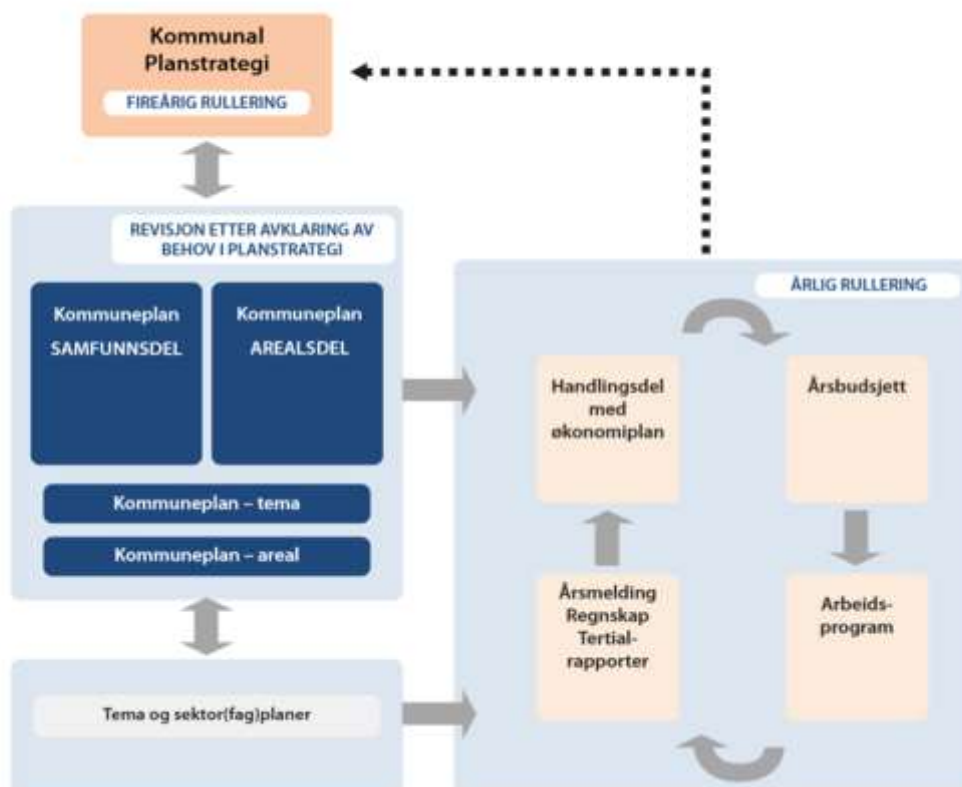 Kommunal
Planstrategi
FIREÅRIG RULLERING
REVISJON ETTER AVKLARING AV
BEHOV I PLANSTRATEGI
Kommuneplan
SAMFUNNSDEL
Kommuneplan
AREALSDEL
Kommuneplan – tema
Kommuneplan – areal
Tema og sektor(fag)planer
ÅRLIG RULLERING
Handlingsdel
med
økonomiplan
Årsbudsjett
Årsmelding
Regnskap
Tertial-
rapporter
Arbeids-
program